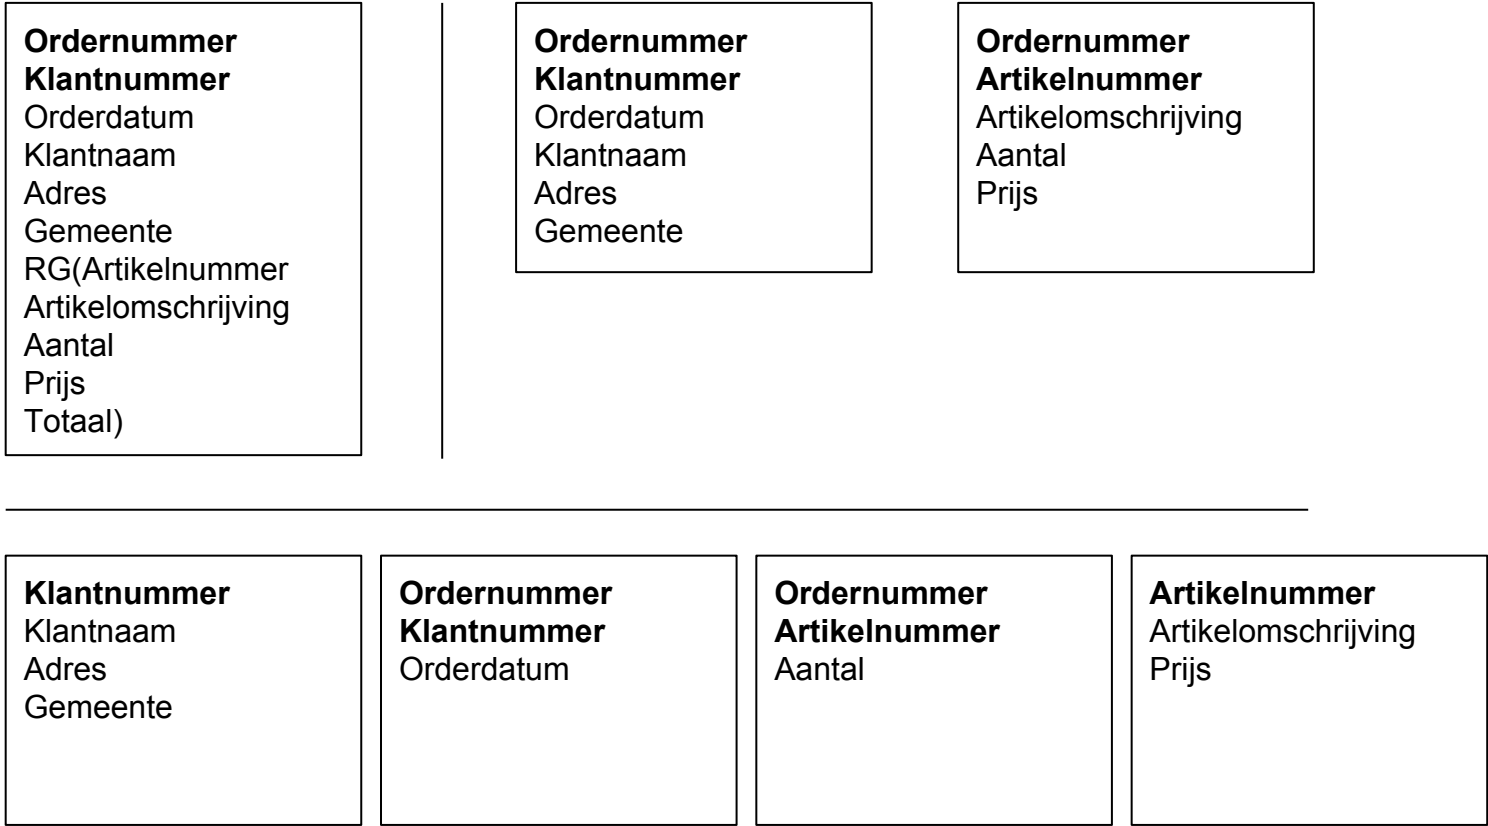 Ordernummer
Klantnummer
Orderdatum
Klantnaam
Adres
Gemeente
RG(Artikelnummer
Artikelomschrijving
Aantal
Prijs
Totaal)
Ordernummer
Klantnummer
Orderdatum
Klantnaam
Adres
Gemeente
Ordernummer
Artikelnummer
Artikelomschrijving
Aantal
Prijs
Klantnummer
Klantnaam
Adres
Gemeente
Ordernummer
Klantnummer
Orderdatum
Ordernummer
Artikelnummer
Aantal
Artikelnummer
Artikelomschrijving
Prijs